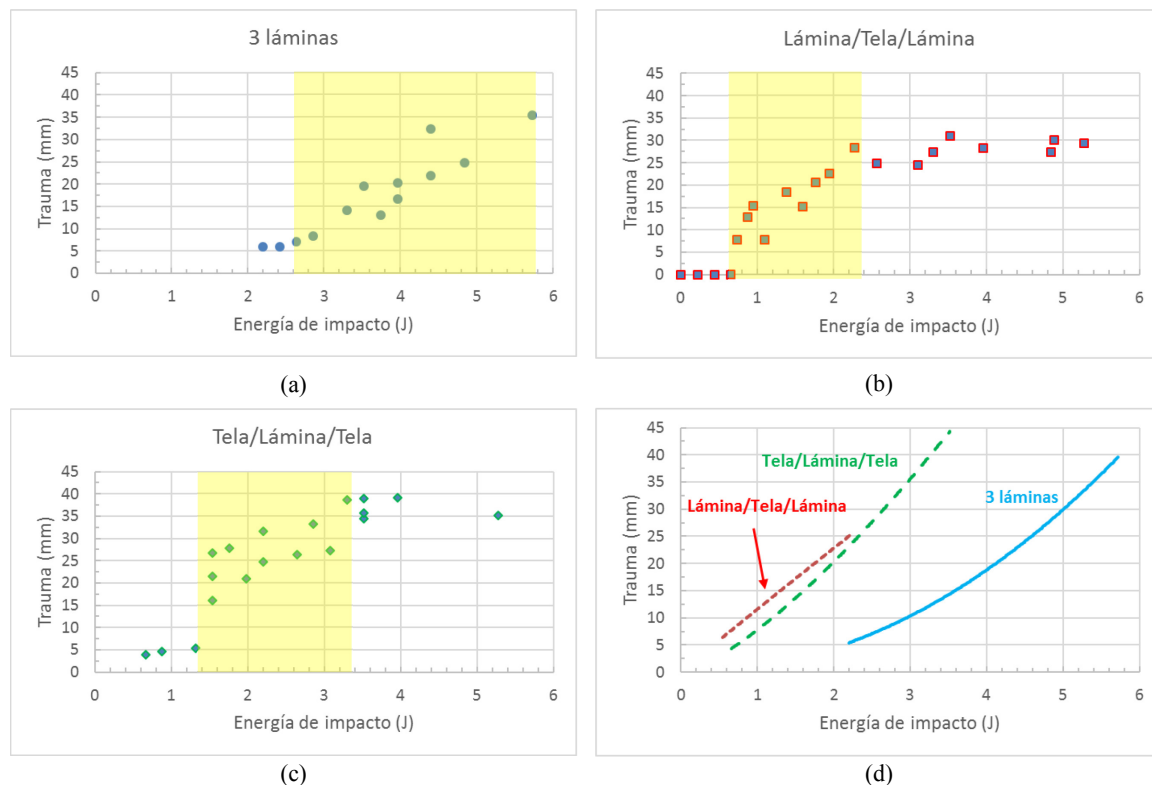 3 láminas
45
40
35
30
25
20
15
10
5
0
Trauma (mm)
0 1 2 3 4 5 6
Energía de impacto (J)
(a)
Lámina/Tela/Lámina
45
40
35
30
25
20
15
10
5
0
Trauma (mm)
0 1 2 3 4 5 6
Energía de impacto (J)
(b)
Tela/Lámina/Tela
45
40
35
30
25
20
15
10
5
0
Trauma (mm)
0 1 2 3 4 5 6
Energía de impacto (J)
(c)
45
40
35
30
25
20
15
10
5
0
Trauma (mm)
Tela/Lámina/Tela
Lámina/Tela/Lámina
3 láminas
0 1 2 3 4 5 6
Energía de impacto (J)
(d)